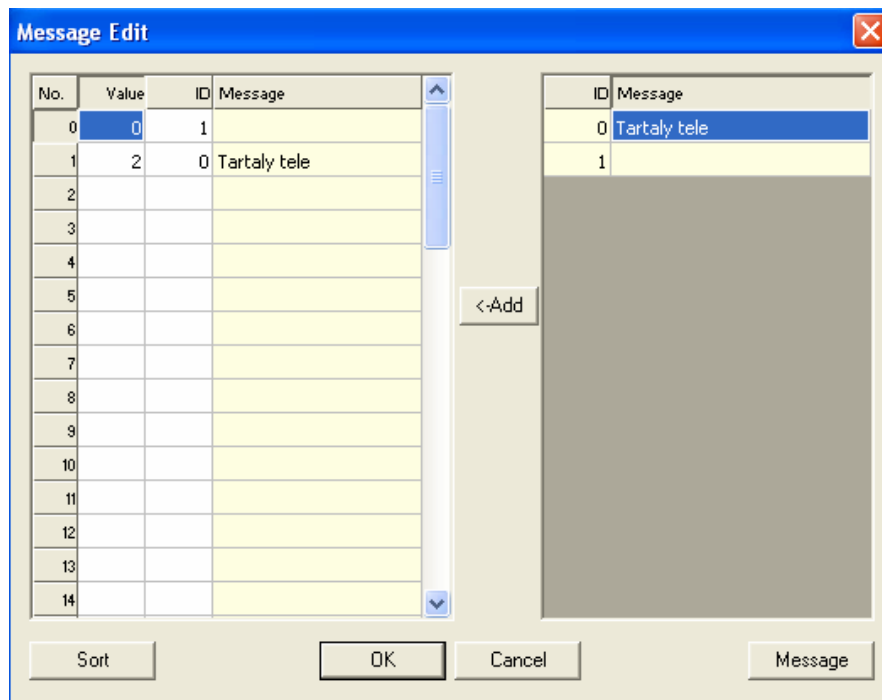 Message Edit
No. Value ID Message
0 0 1
1 2 0 Tartaly tele
2
3
4
5
6
7
8
9
10
11
12
13
14
<-Add
ID Message
0 Tartaly tele
1
Sort OK Cancel Message